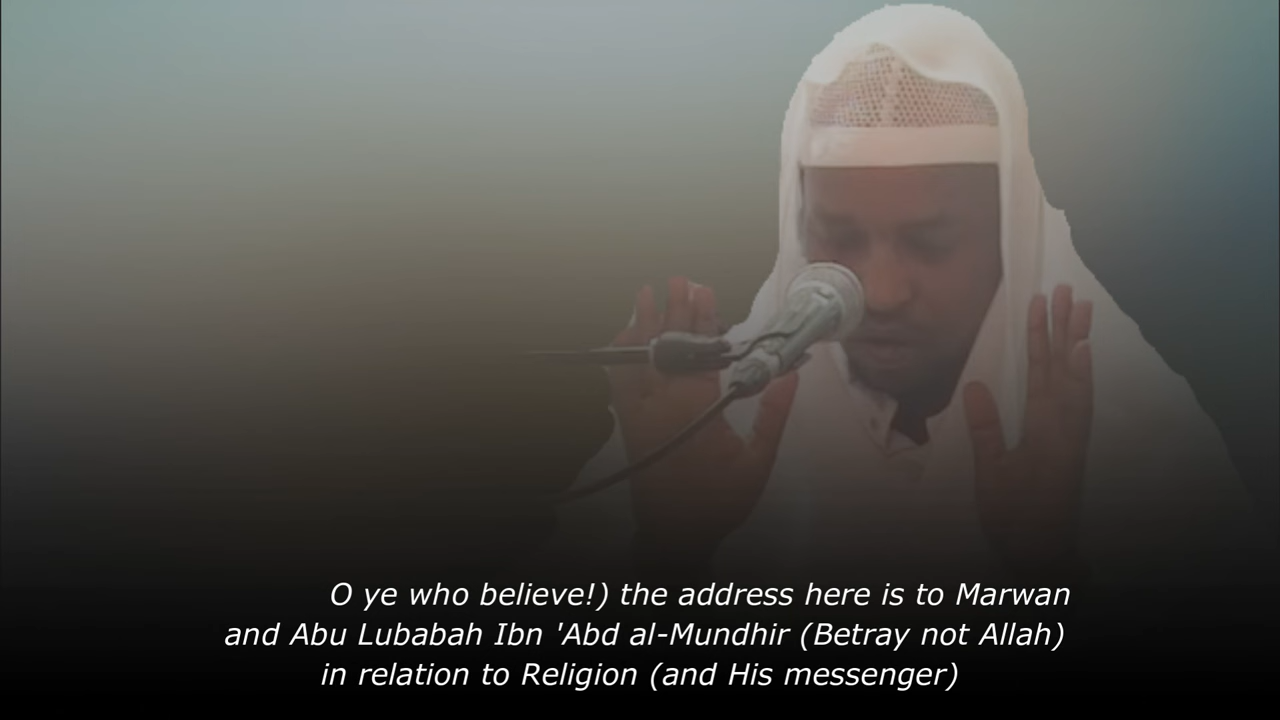 O ye who believe!) the address here is to Marwan
and Abu Lubabah Ibn 'Abd al-Mundhir (Betray not Allah)
in relation to Religion (and His messenger)